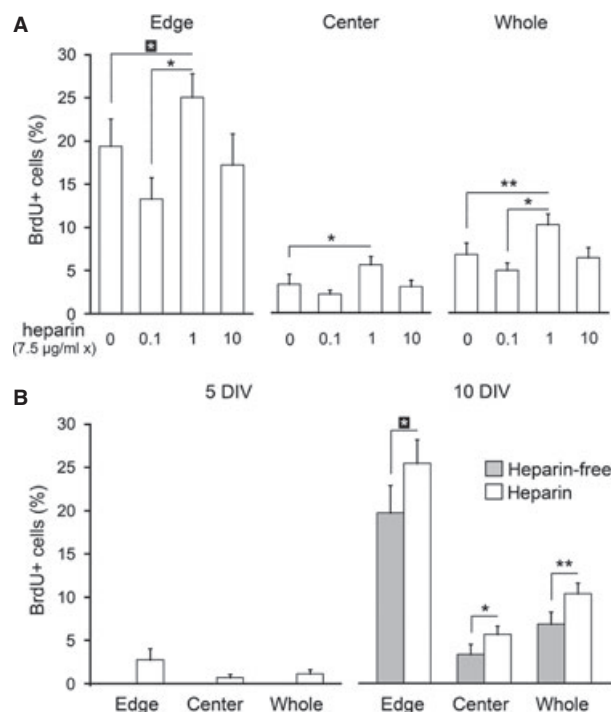 A
Edge Center Whole
BrdU+ cells (%)
30
25
20
15
10
5
0
* * * ** *
heparin
(7.5 µg/ml x)
0 0.1 1 10 0 0.1 1 10 0 0.1 1 10
B
5 DIV 10 DIV
BrdU+ cells (%)
30
25
20
15
10
5
0
* * **
Heparin-free
Heparin
Edge Center Whole Edge Center Whole